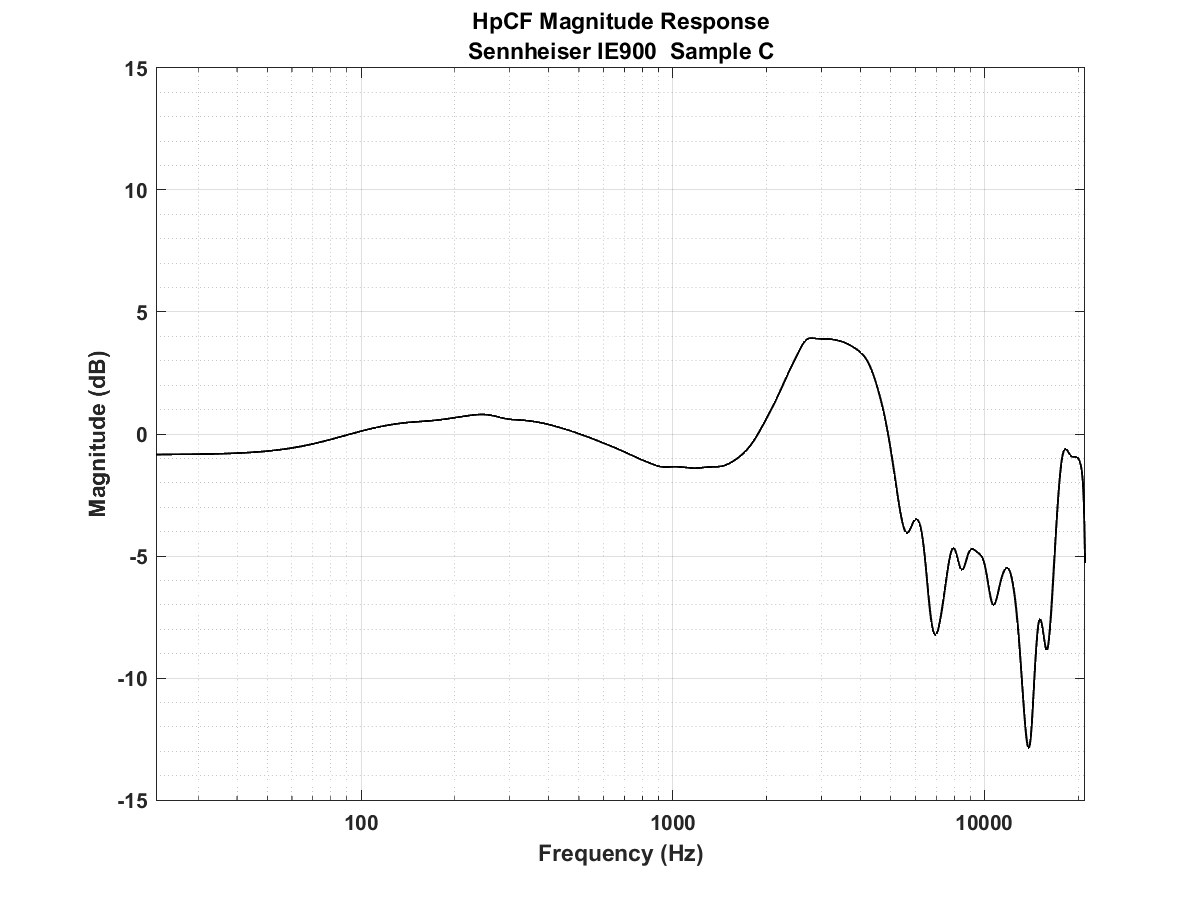 HpCF Magnitude Response
Sennheiser IE900  Sample C
15
10
5
0
-5
-10
-15
Magnitude (dB)
100
1000
10000
Frequency (Hz)